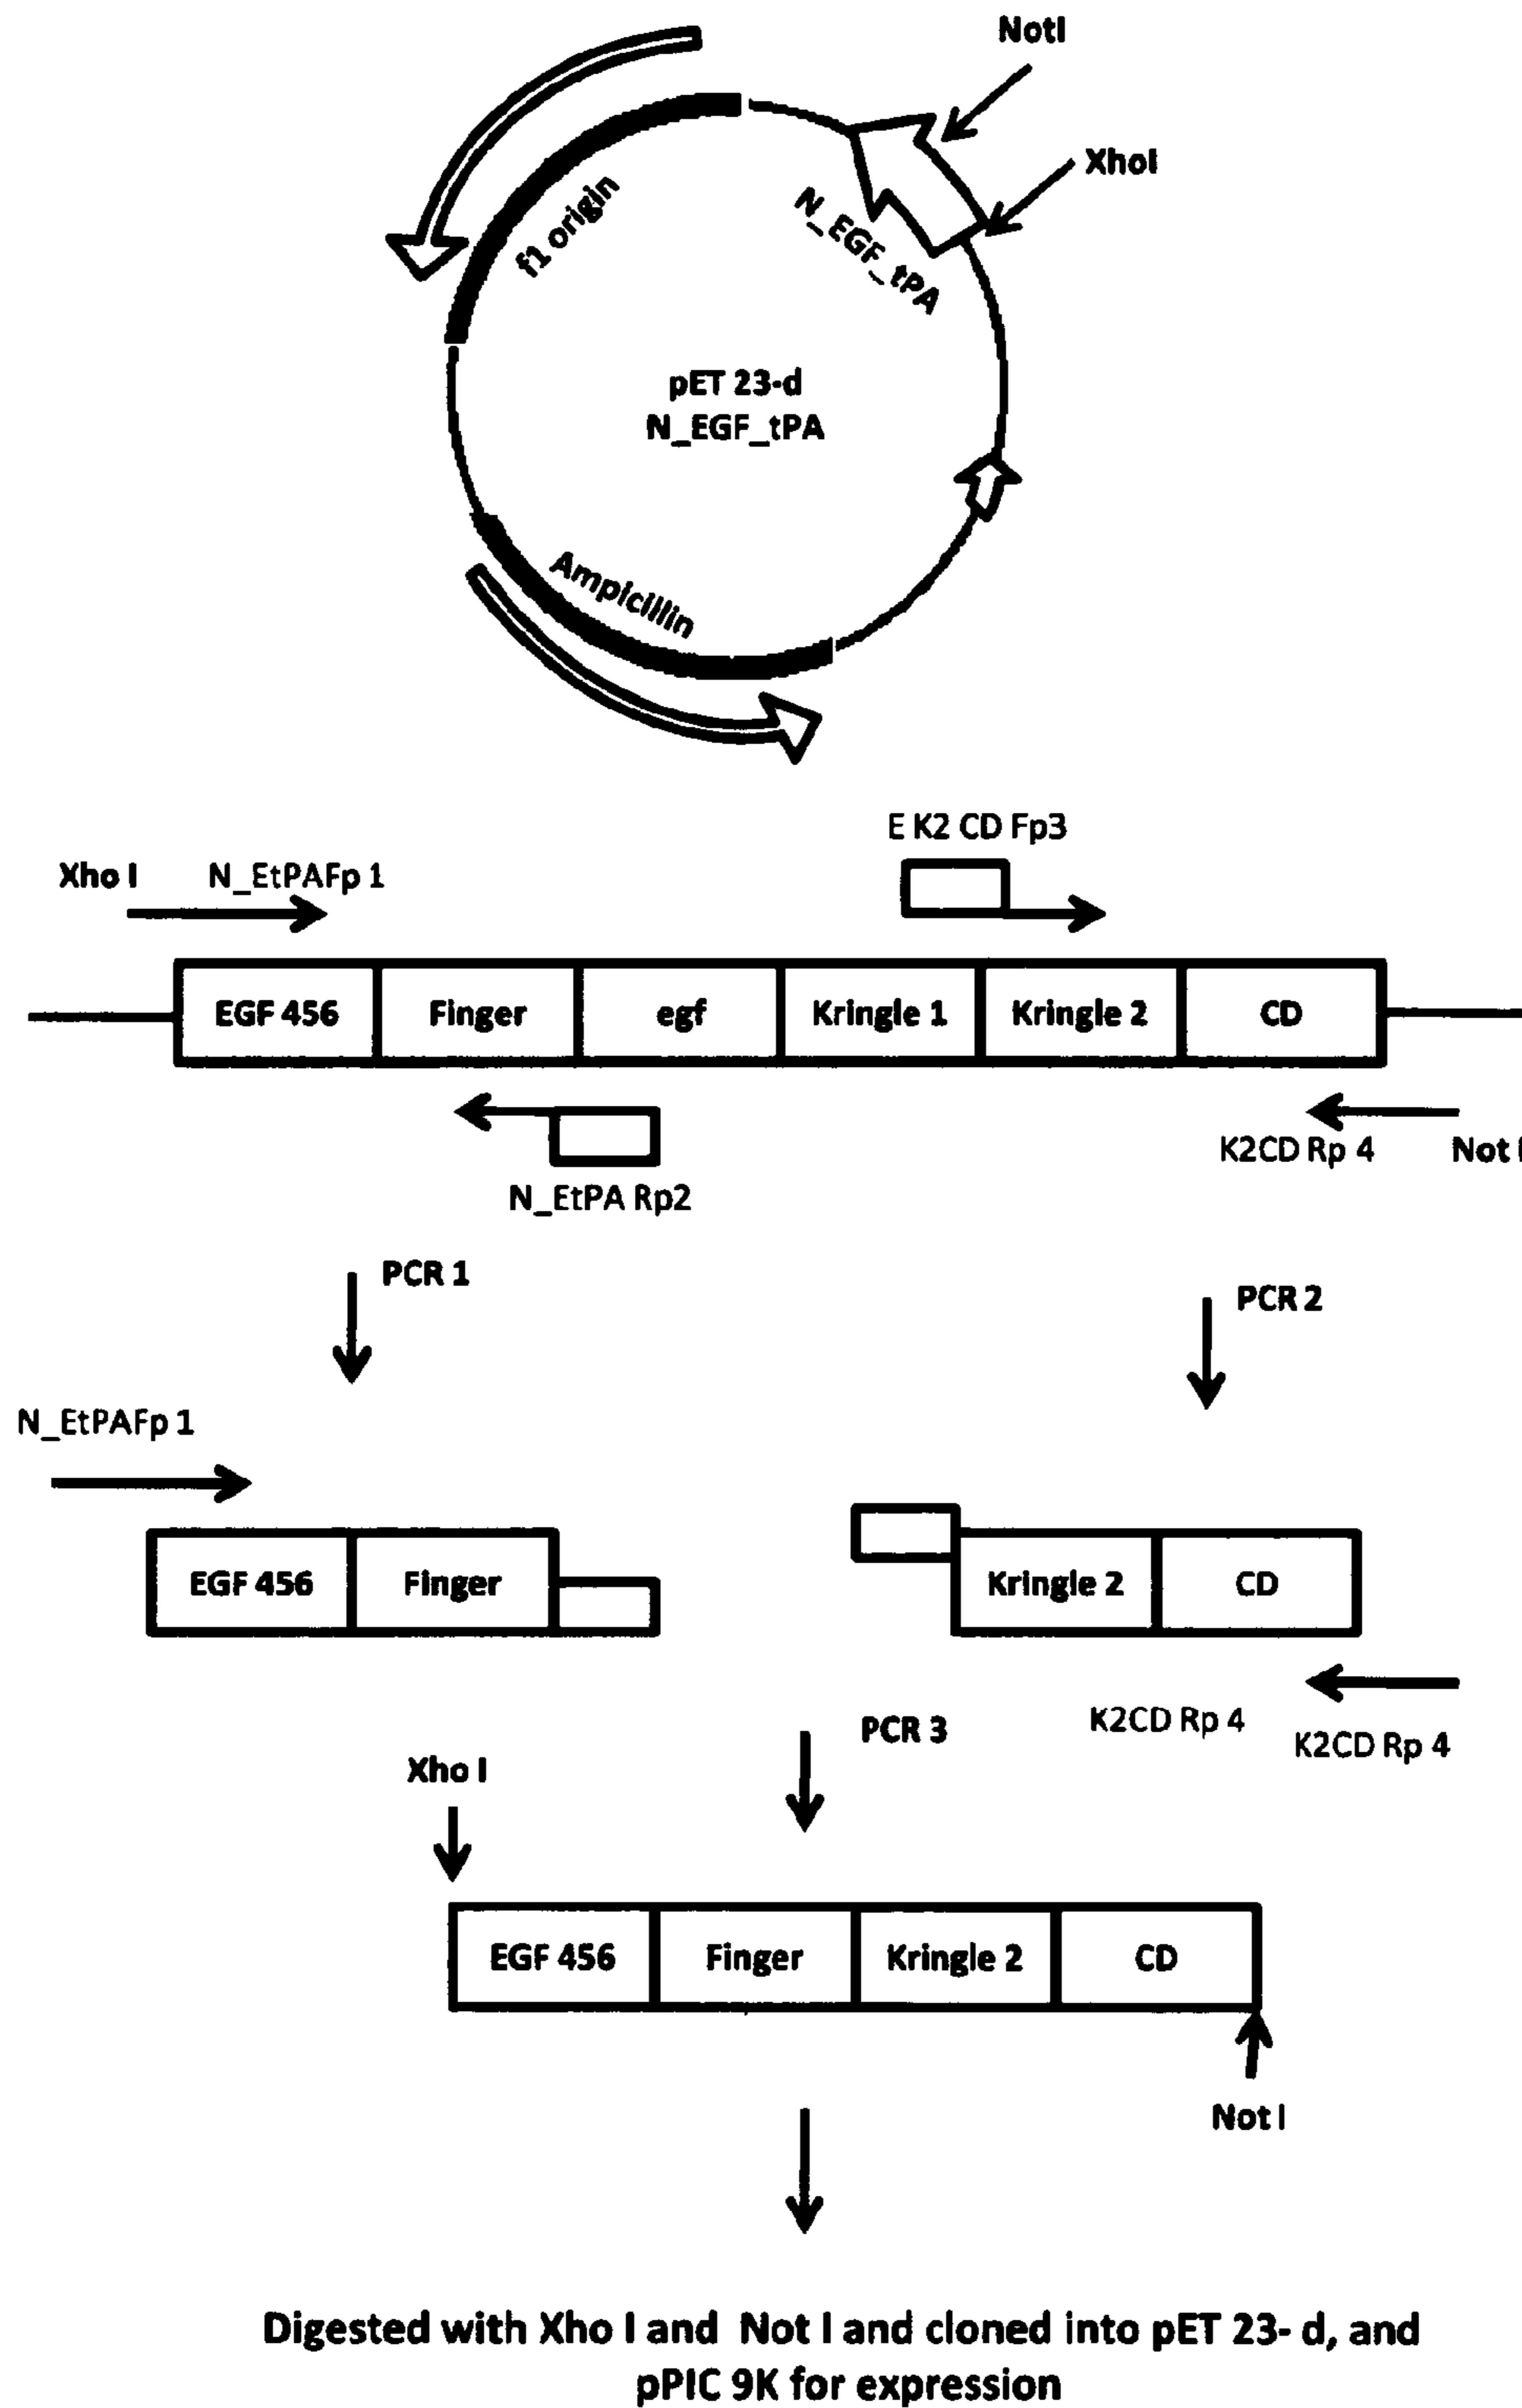 NotI
XhoI
f1 origin
N_EGF_tPA
pET 23-d
N_EGF_tPA
Ampicillin
E K2 CD Fp3
Xho I N_EtPAFp 1
EGF 456 Finger egf Kringle 1 Kringle 2 CD
K2CD Rp 4 Not I
N_EtPA Rp2
PCR 1
PCR 2
N_EtPAFp 1
EGF 456 Finger Kringle 2 CD
PCR 3 K2CD Rp 4
K2CD Rp 4
Xho I
EGF 456 Finger Kringle 2 CD
Not I
Digested with Xho I and Not I and cloned into pET 23- d, and
pPIC 9K for expression